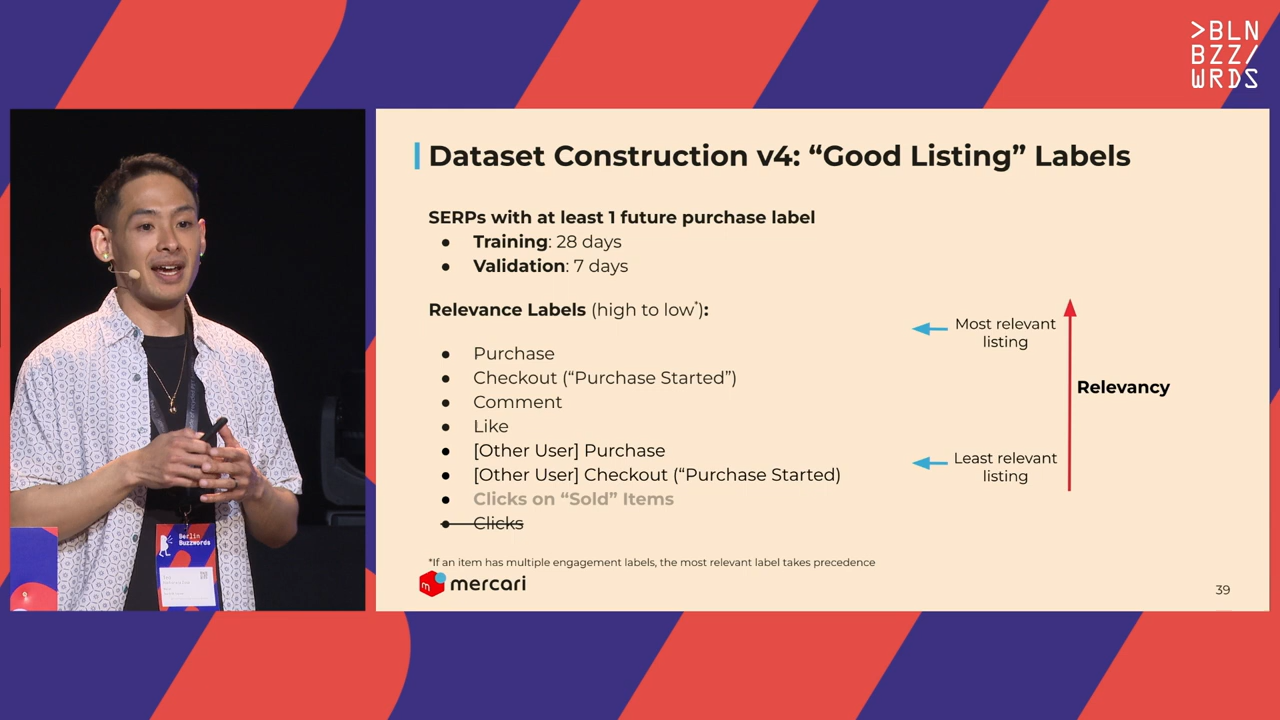 >BLN
BZZ/
WRDS
Dataset Construction v4: “Good Listing” Labels
SERPs with at least 1 future purchase label
● Training: 28 days
● Validation: 7 days
Relevance Labels (high to low*):
● Purchase
● Checkout (“Purchase Started”)
● Comment
● Like
● [Other User] Purchase
● [Other User] Checkout (“Purchase Started)
● Clicks on “Sold” Items
● Clicks
Most relevant
listing
Relevancy
Least relevant
listing
*If an item has multiple engagement labels, the most relevant label takes precedence
mercari
39
Berlin
Buzzwords